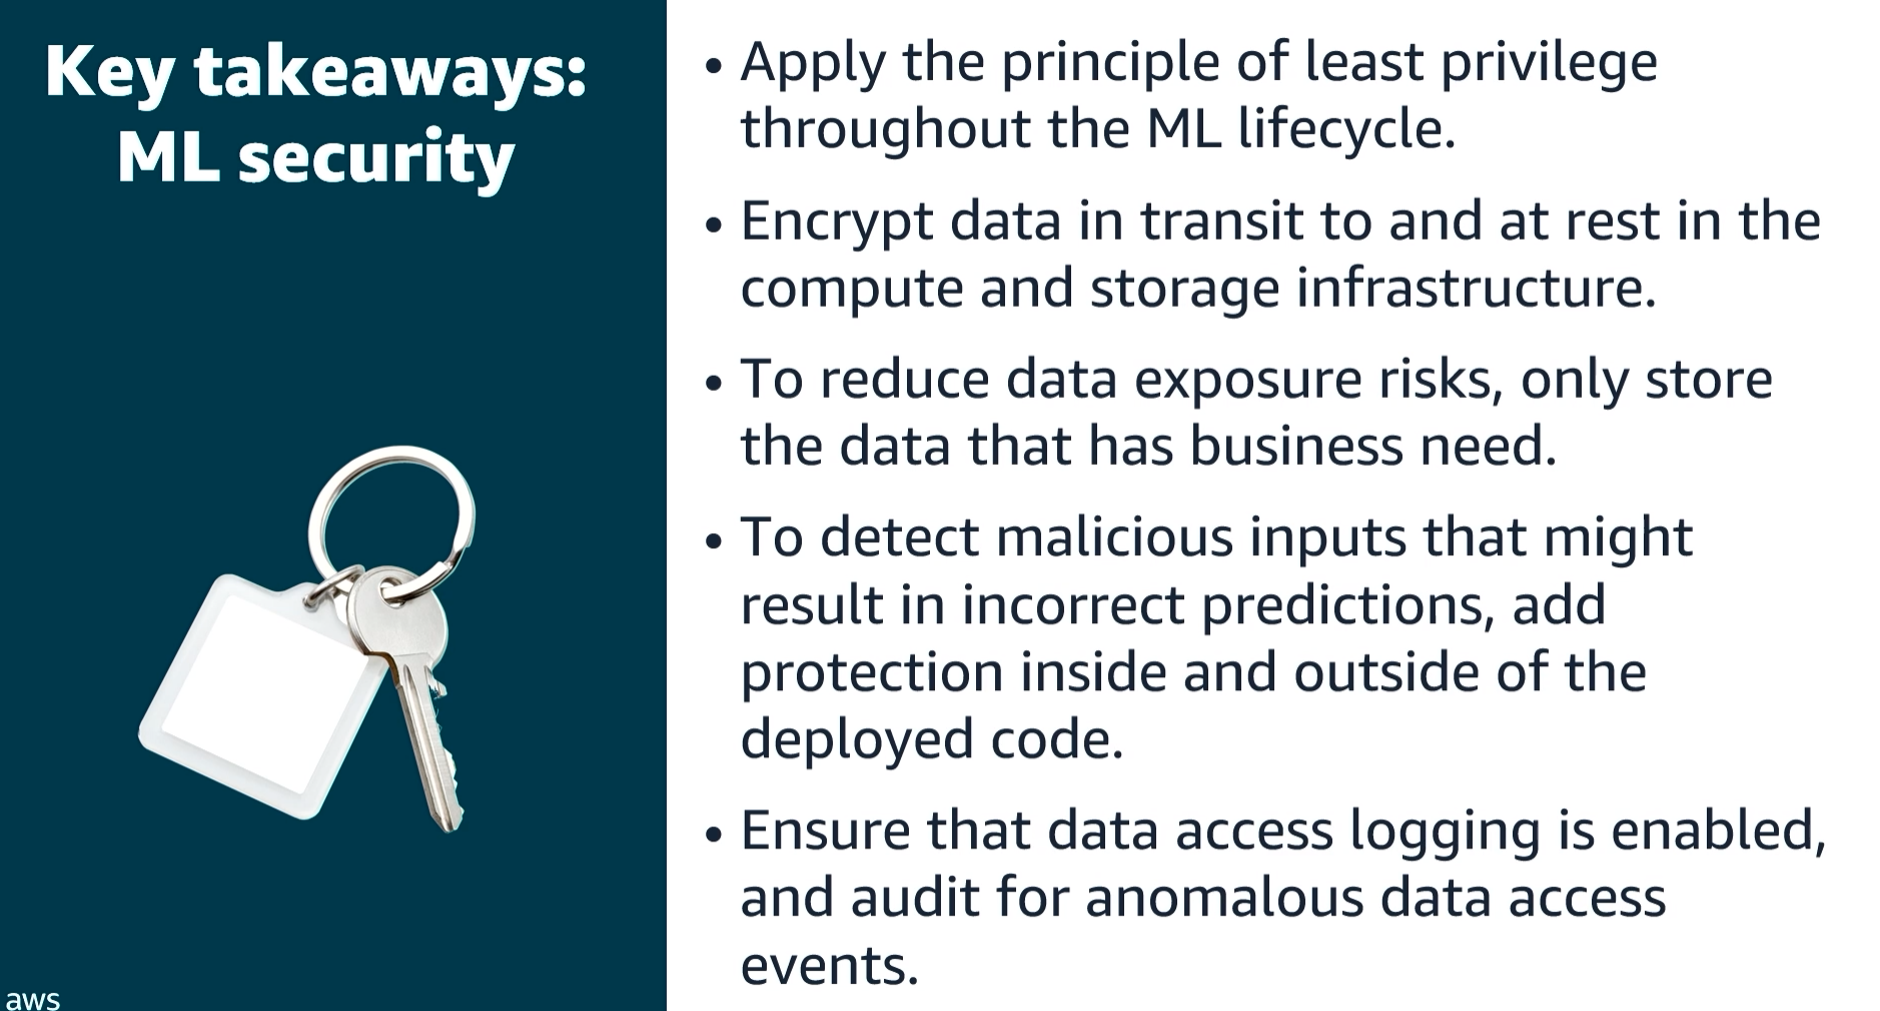 Key takeaways:
ML security
• Apply the principle of least privilege
throughout the ML lifecycle.
• Encrypt data in transit to and at rest in the
compute and storage infrastructure.
• To reduce data exposure risks, only store
the data that has business need.
• To detect malicious inputs that might
result in incorrect predictions, add
protection inside and outside of the
deployed code.
• Ensure that data access logging is enabled,
and audit for anomalous data access
events.
aws